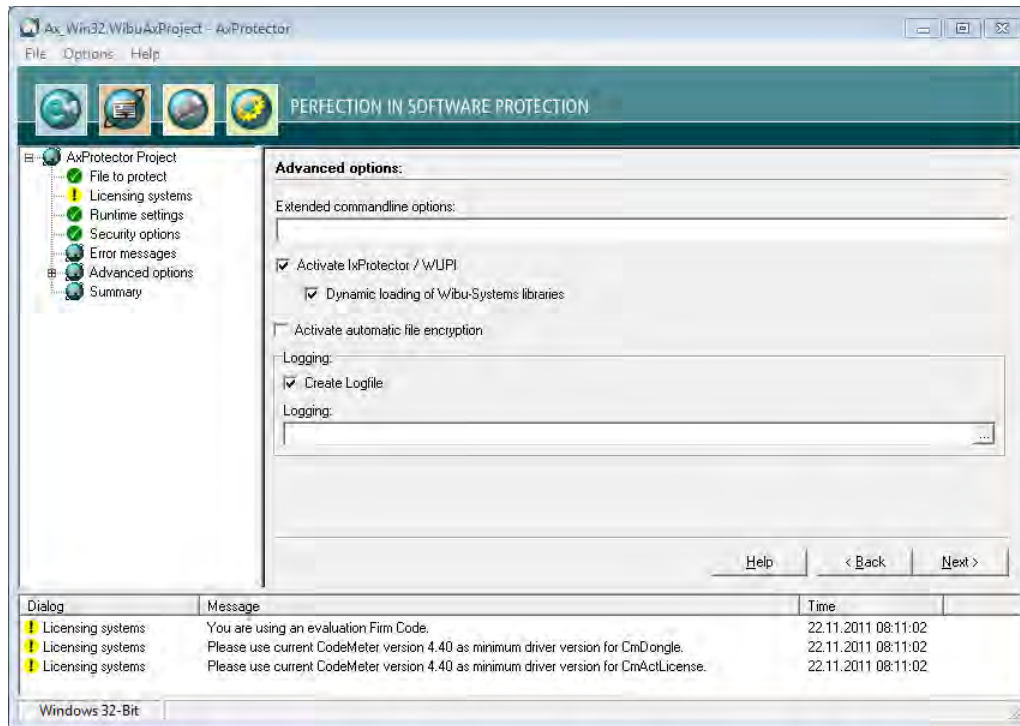 Ax_Win32.WibuAxProject - AxProtector
File Options Help
PERFECTION IN SOFTWARE PROTECTION
AxProtector Project
File to protect
Licensing systems
Runtime settings
Security options
Error messages
Advanced options
Summary
Advanced options:
Extended commandline options:
Activate IxProtector / WUPI
Dynamic loading of Wibu-Systems libraries
Activate automatic file encryption
Logging:
Create Logfile
Logging:
...
Help < Back Next >
Dialog Message Time
Licensing systems You are using an evaluation Firm Code. 22.11.2011 08:11:02
Licensing systems Please use current CodeMeter version 4.40 as minimum driver version for CmDongle. 22.11.2011 08:11:02
Licensing systems Please use current CodeMeter version 4.40 as minimum driver version for CmActLicense. 22.11.2011 08:11:02
Windows 32-Bit